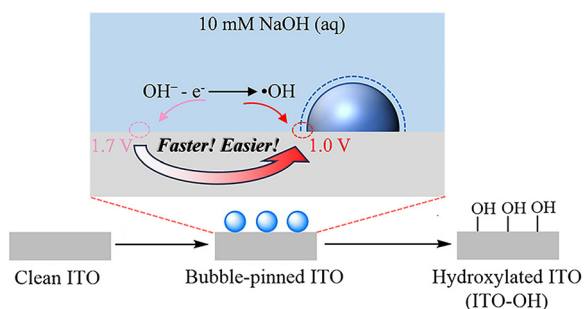 10 mM NaOH (aq)
OH⁻ - e⁻ → •OH
1.7 V
Faster! Easier!
1.0 V
OH OH OH
Clean ITO
Bubble-pinned ITO
Hydroxylated ITO
(ITO-OH)